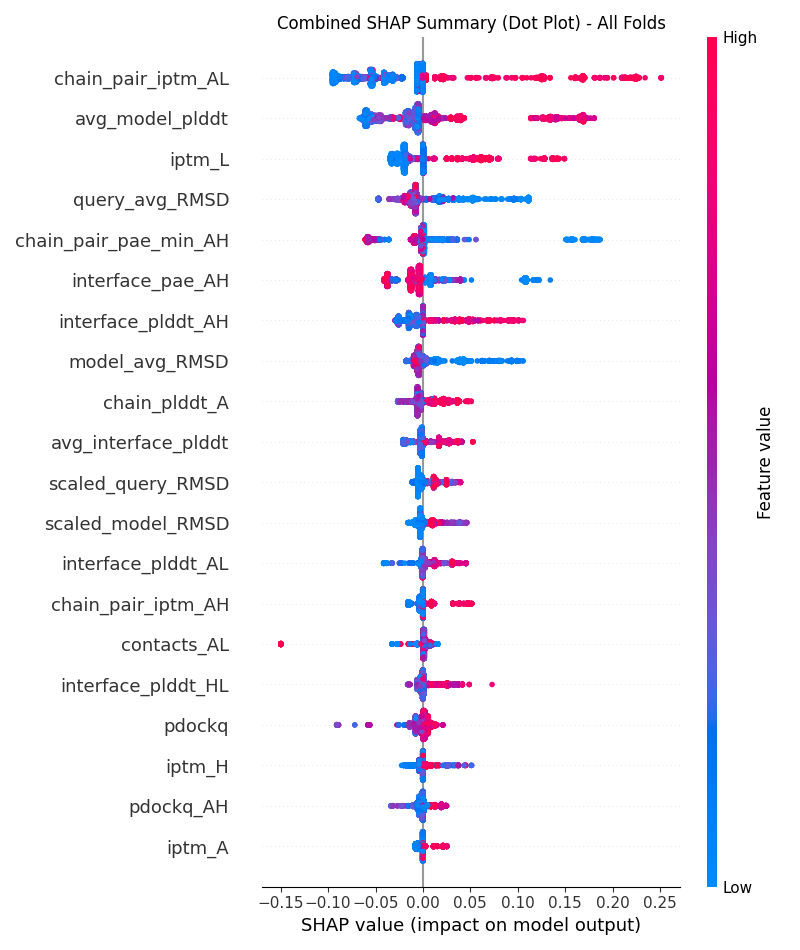 Combined SHAP Summary (Dot Plot) - All Folds
High
chain_pair_iptm_AL
avg_model_plddt
iptm_L
query_avg_RMSD
chain_pair_pae_min_AH
interface_pae_AH
interface_plddt_AH
model_avg_RMSD
chain_plddt_A
avg_interface_plddt
scaled_query_RMSD
scaled_model_RMSD
interface_plddt_AL
chain_pair_iptm_AH
contacts_AL
interface_plddt_HL
pdockq
iptm_H
pdockq_AH
iptm_A
Feature value
Low
−0.15 −0.10 −0.05 0.00 0.05 0.10 0.15 0.20 0.25
SHAP value (impact on model output)